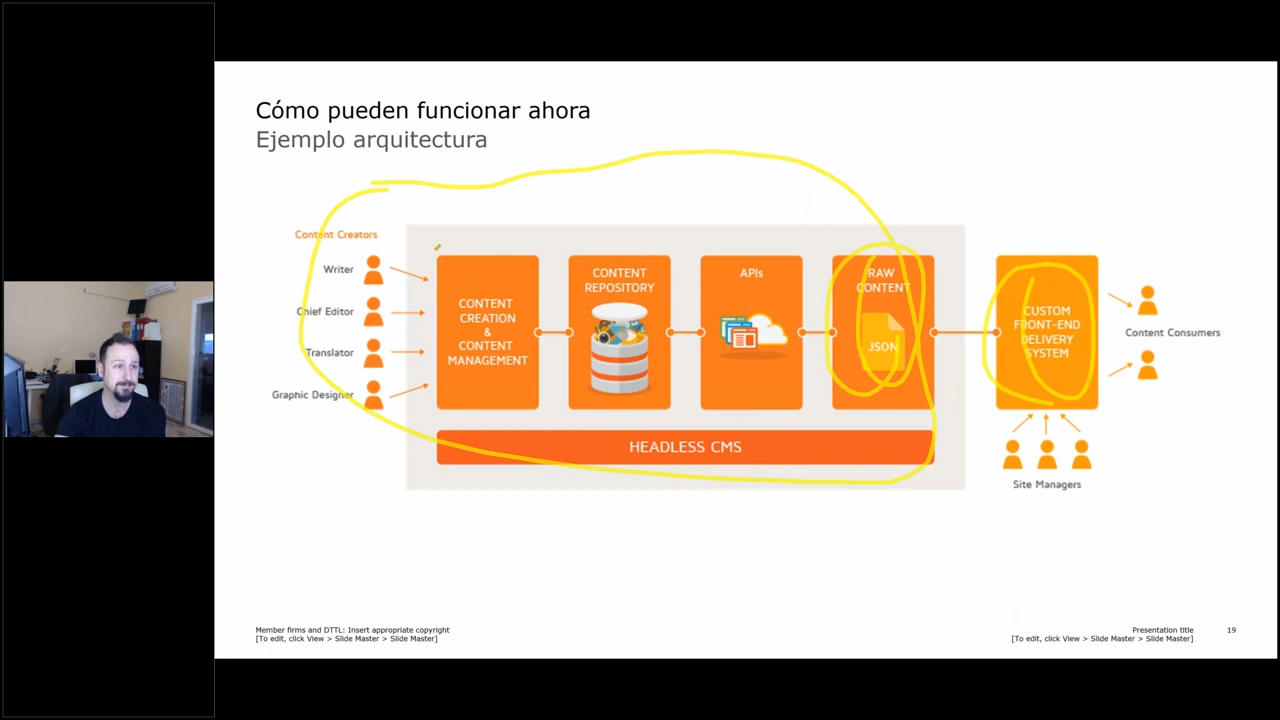 Cómo pueden funcionar ahora
Ejemplo arquitectura
Content Creators
Writer
Chief Editor
Translator
Graphic Designer
CONTENT
CREATION
&
CONTENT
MANAGEMENT
CONTENT
REPOSITORY
APIs
RAW
CONTENT
JSON
HEADLESS CMS
CUSTOM
FRONT-END
DELIVERY
SYSTEM
Content Consumers
Site Managers
Member firms and DTTL: Insert appropriate copyright
[To edit, click View > Slide Master > Slide Master]
Presentation title
[To edit, click View > Slide Master > Slide Master]
19